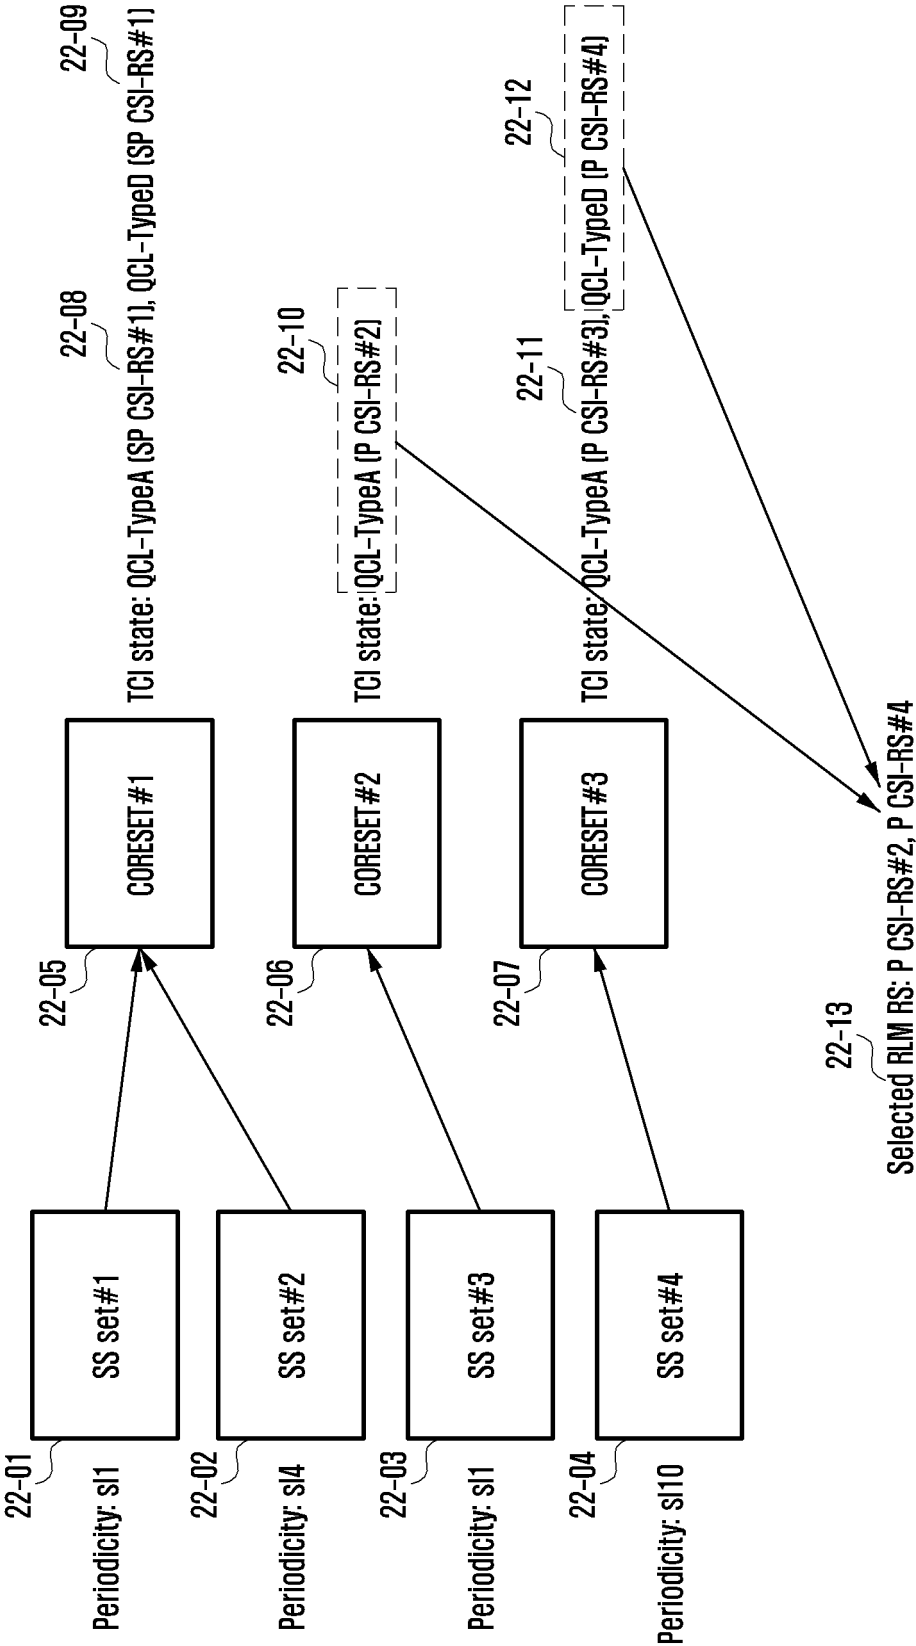 22-01
Periodicity: sl1
SS set#1
22-05
CORESET#1
22-08
22-09
TCI state: QCL-TypeA (SP CSI-RS#1), QCL-TypeD (SP CSI-RS#1)
22-02
Periodicity: sl4
SS set#2
22-06
CORESET#2
22-10
TCI state: QCL-TypeA (P CSI-RS#2)
22-03
Periodicity: sl1
SS set#3
22-07
CORESET#3
22-11
22-12
TCI state: QCL-TypeA (P CSI-RS#3), QCL-TypeD (P CSI-RS#4)
22-04
Periodicity: sl10
SS set#4
22-13
Selected RLM RS: P CSI-RS#2, P CSI-RS#4